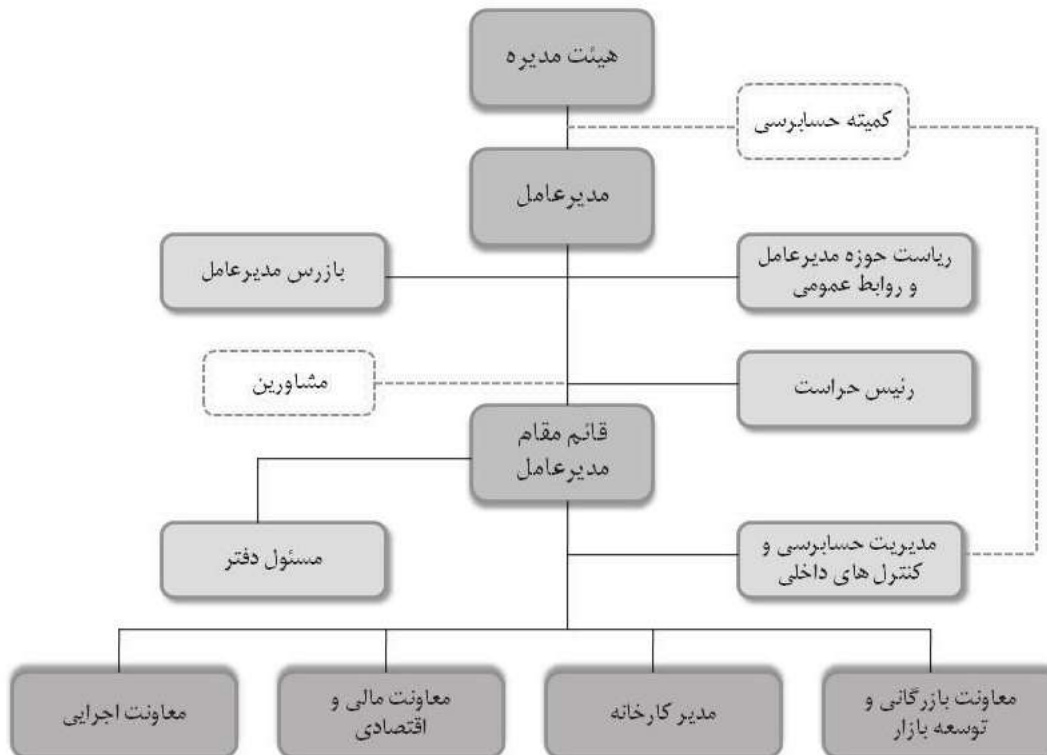 هیئت مدیره
کمیته حسابرسی
مدیرعامل
ریاست حوزه مدیرعامل
و روابط عمومی
بازرس مدیرعامل
رئیس حراست
مشاورین
قائم مقام
مدیرعامل
مدیریت حسابرسی و
کنترل های داخلی
مسئول دفتر
معاونت بازرگانی و
توسعه بازار
مدیر کارخانه
معاونت مالی و
اقتصادی
معاونت اجرایی